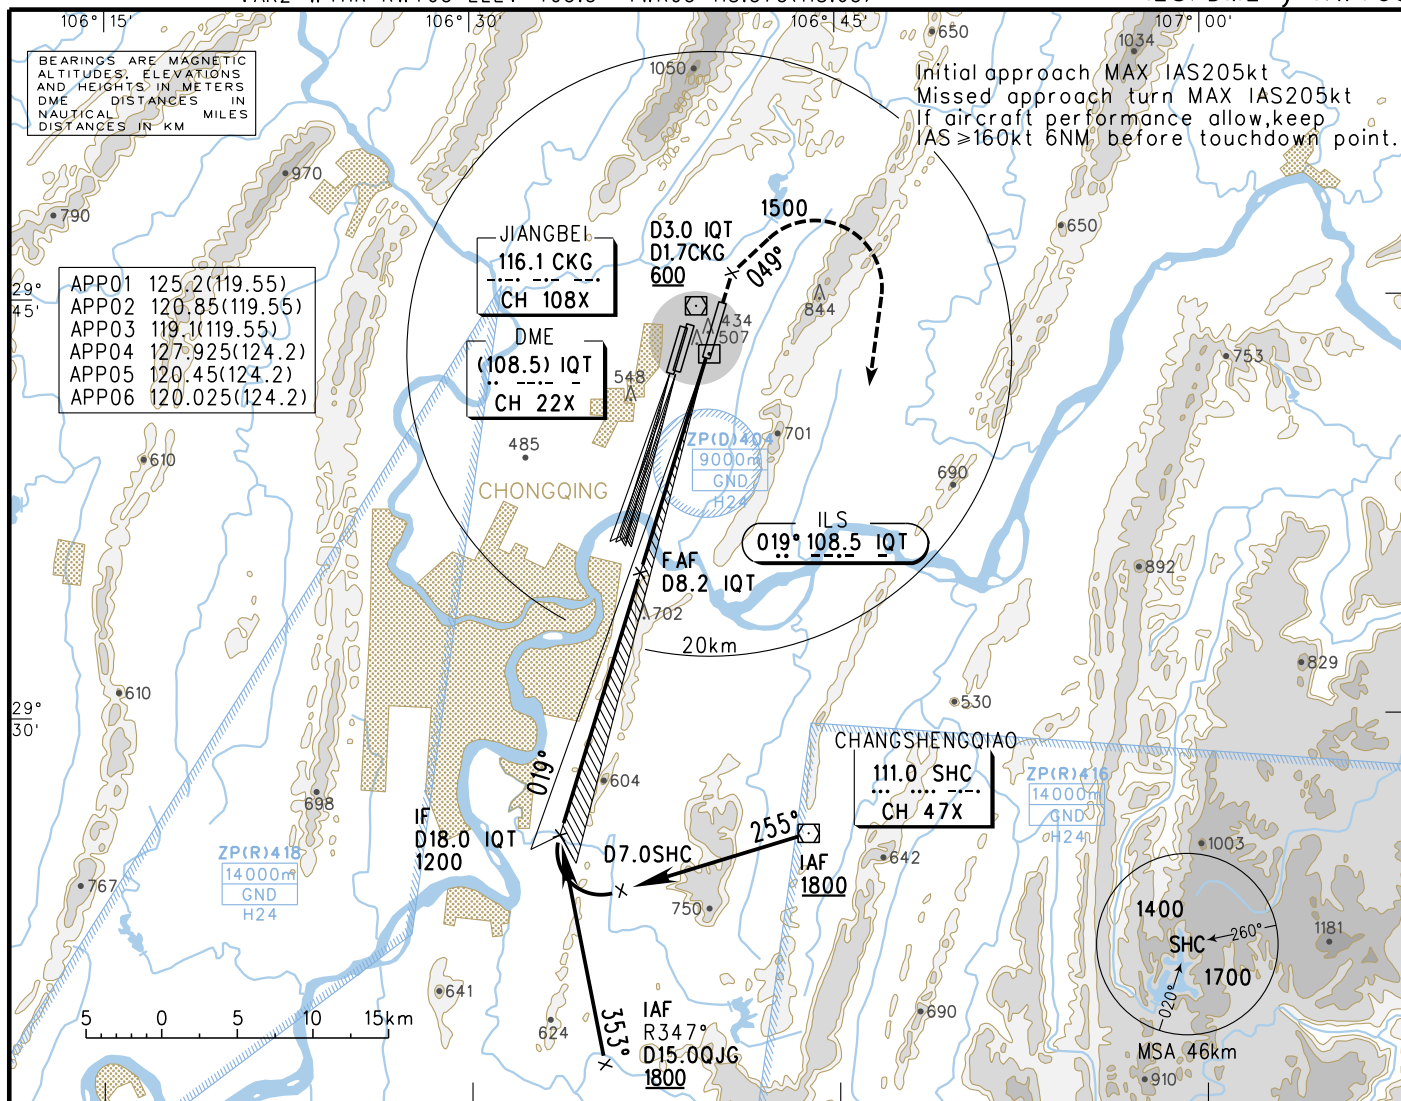 106°15'
106°30'
106°45'
107°00'
BEARINGS ARE MAGNETIC
ALTITUDES, ELEVATIONS
AND HEIGHTS IN METERS
DME DISTANCES IN
NAUTICAL MILES
DISTANCES IN KM
Initial approach MAX IAS205kt
Missed approach turn MAX IAS205kt
If aircraft performance allow,keep
IAS≥160kt 6NM before touchdown point.
650
1034
1050
970
790
650
1500
JIANGBEI
116.1 CKG
CH 108X
D3.0 IQT
D1.7CKG
600
049°
APP01 125.2(119.55)
APP02 120.85(119.55)
APP03 119.1(119.55)
APP04 127.925(124.2)
APP05 120.45(124.2)
APP06 120.025(124.2)
29°
45'
844
434
507
DME
(108.5) IQT
CH 22X
548
753
701
ZP(D)404
9000m
GND
H24
485
610
690
CHONGQING
ILS
019° 108.5 IQT
FAF
D8.2 IQT
892
702
20km
829
610
530
29°
30'
CHANGSHENGQIAO
111.0 SHC
CH 47X
ZP(R)416
14000m
GND
H24
019°
604
698
IF
D18.0 IQT
1200
255°
D7.0SHC
IAF
1800
642
1003
ZP(R)418
14000m
GND
H24
767
750
1400
SHC
260°
1181
1700
020°
MSA 46km
641
624
690
910
353°
IAF
R347°
D15.0QJG
1800
5 0 5 10 15km